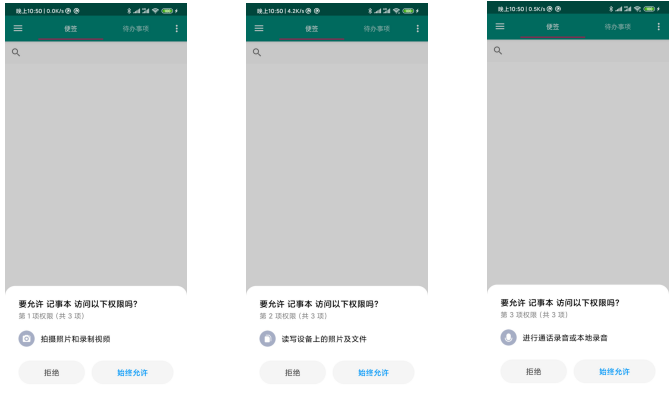 晚上10:50 | 0.0K/s
便签 待办事项
要允许 记事本 访问以下权限吗?
第 1 项权限 (共 3 项)
拍摄照片和录制视频
拒绝 始终允许
晚上10:50 | 4.2K/s
便签 待办事项
要允许 记事本 访问以下权限吗?
第 2 项权限 (共 3 项)
读写设备上的照片及文件
拒绝 始终允许
晚上10:50 | 0.5K/s
便签 待办事项
要允许 记事本 访问以下权限吗?
第 3 项权限 (共 3 项)
进行通话录音或本地录音
拒绝 始终允许